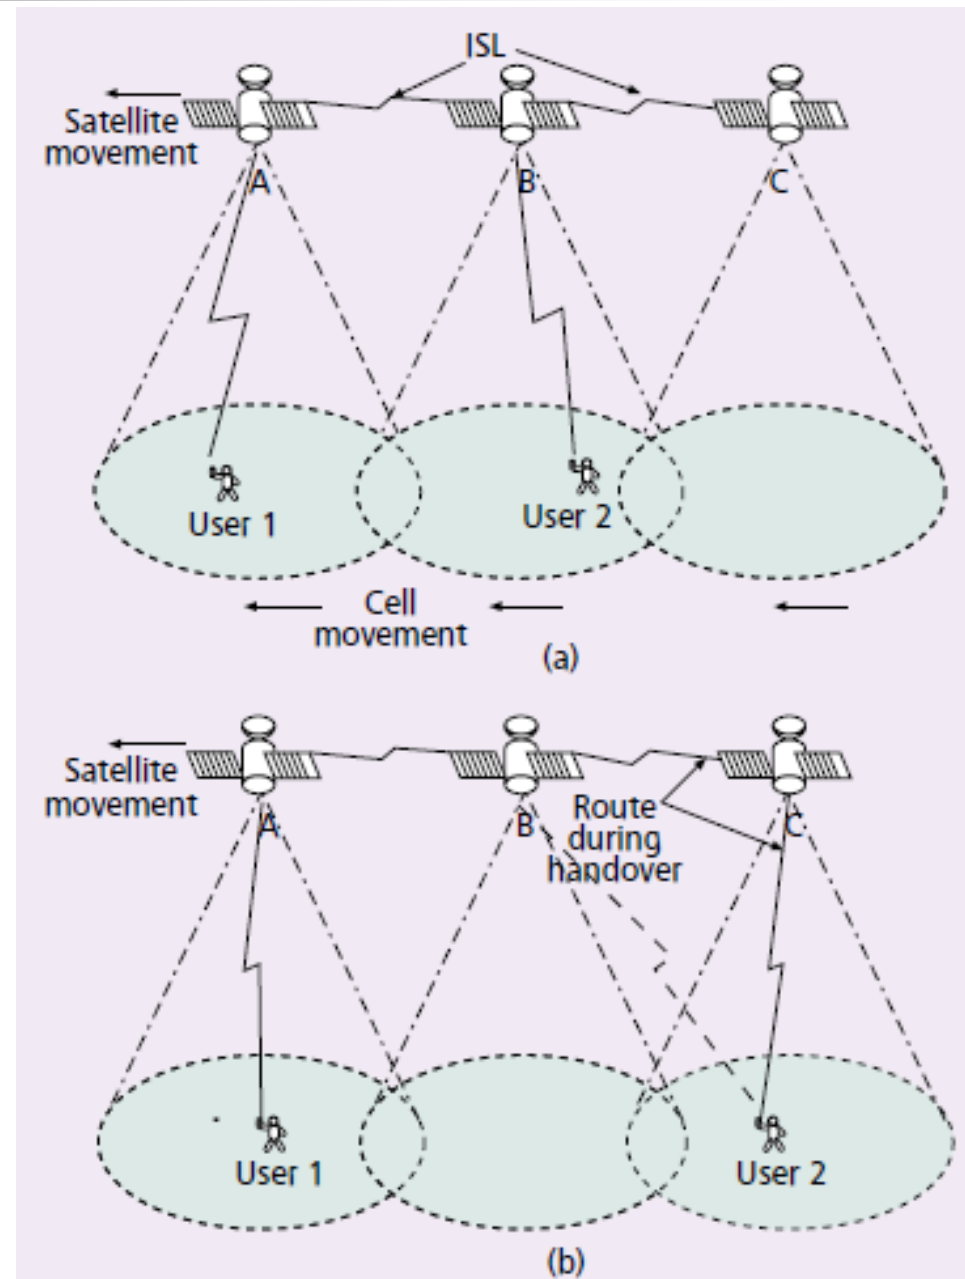 ISL
Satellite
movement
A
B
C
User 1
User 2
Cell
movement
(a)
Satellite
movement
A
B
C
Route
during
handover
User 1
User 2
(b)